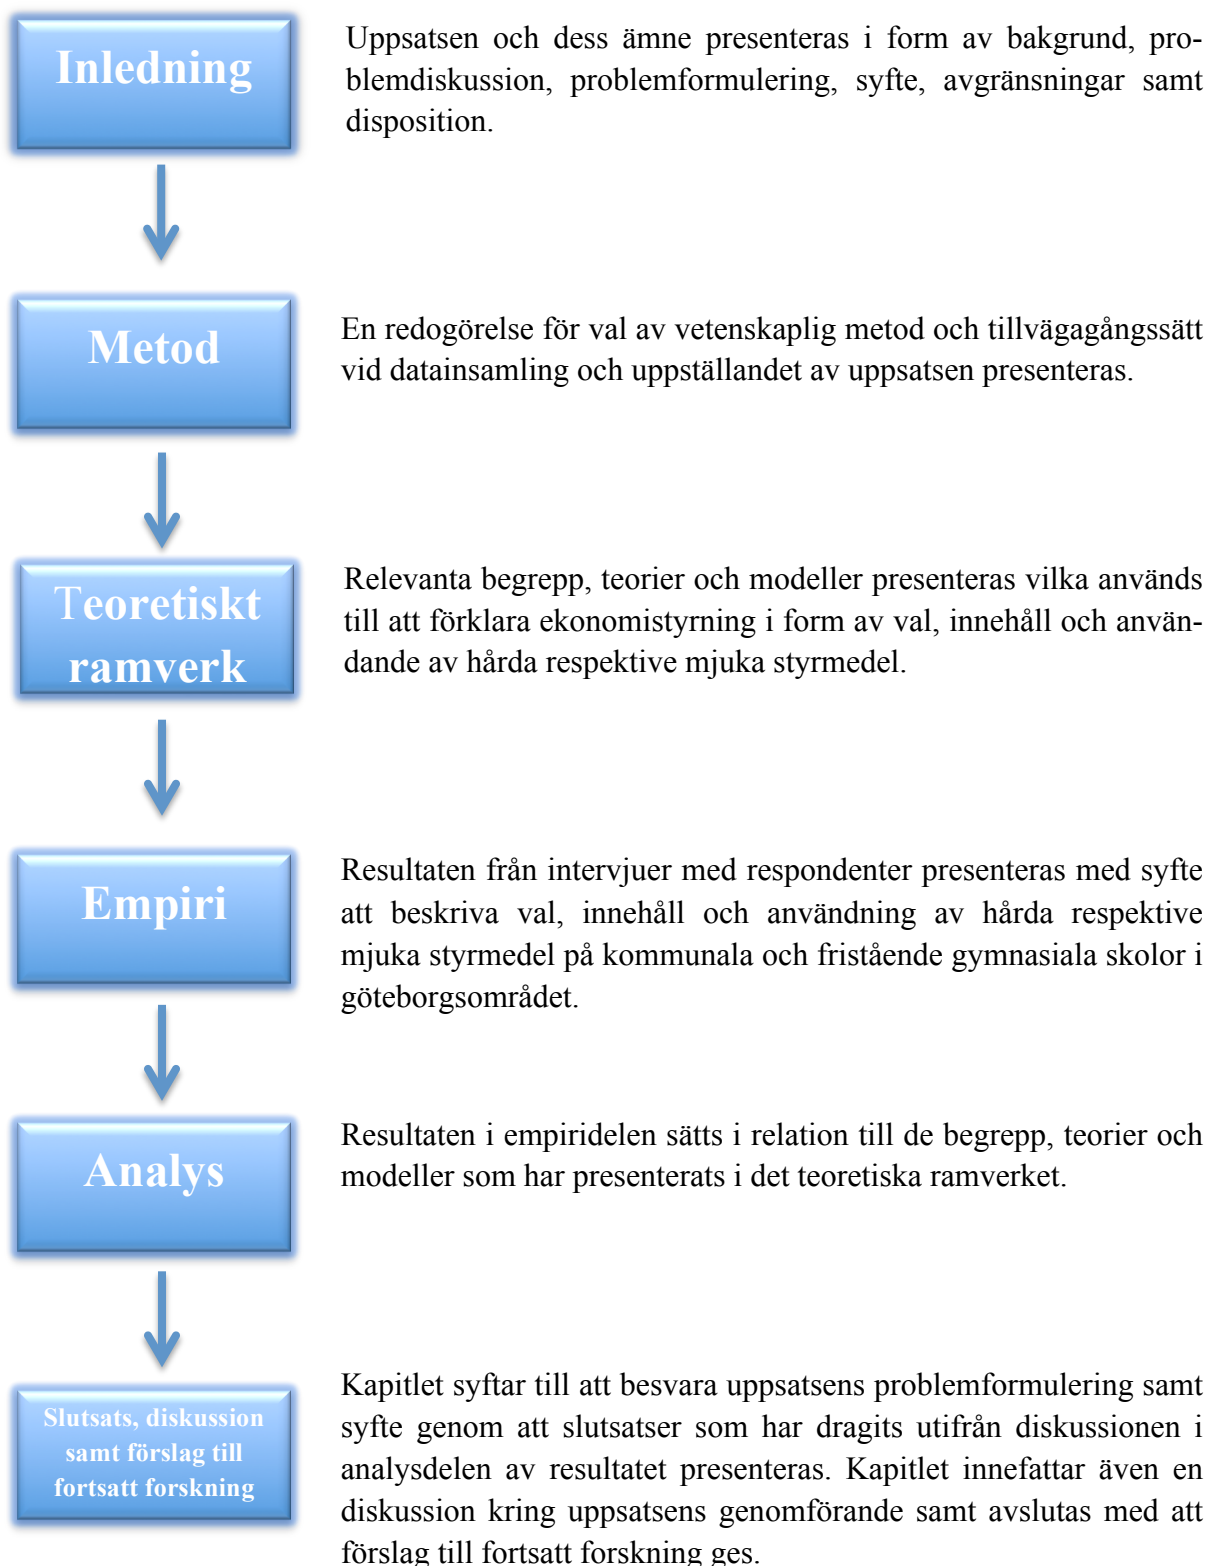 Inledning
Uppsatsen och dess ämne presenteras i form av bakgrund, pro-
blemdiskussion, problemformulering, syfte, avgränsningar samt
disposition.
Metod
En redogörelse för val av vetenskaplig metod och tillvägagångssätt
vid datainsamling och uppställandet av uppsatsen presenteras.
Teoretiskt
ramverk
Relevanta begrepp, teorier och modeller presenteras vilka används
till att förklara ekonomistyrning i form av val, innehåll och använ-
dande av hårda respektive mjuka styrmedel.
Empiri
Resultaten från intervjuer med respondenter presenteras med syfte
att beskriva val, innehåll och användning av hårda respektive
mjuka styrmedel på kommunala och fristående gymnasiala skolor i
göteborgsområdet.
Analys
Resultaten i empiridelen sätts i relation till de begrepp, teorier och
modeller som har presenterats i det teoretiska ramverket.
Slutsats, diskussion
samt förslag till
fortsatt forskning
Kapitlet syftar till att besvara uppsatsens problemformulering samt
syfte genom att slutsatser som har dragits utifrån diskussionen i
analysdelen av resultatet presenteras. Kapitlet innefattar även en
diskussion kring uppsatsens genomförande samt avslutas med att
förslag till fortsatt forskning ges.